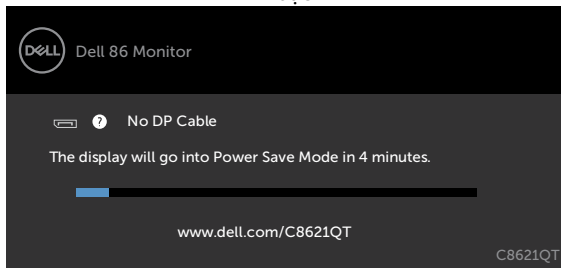 DELL
Dell 86 Monitor
? No DP Cable
The display will go into Power Save Mode in 4 minutes.
www.dell.com/C8621QT
C8621QT